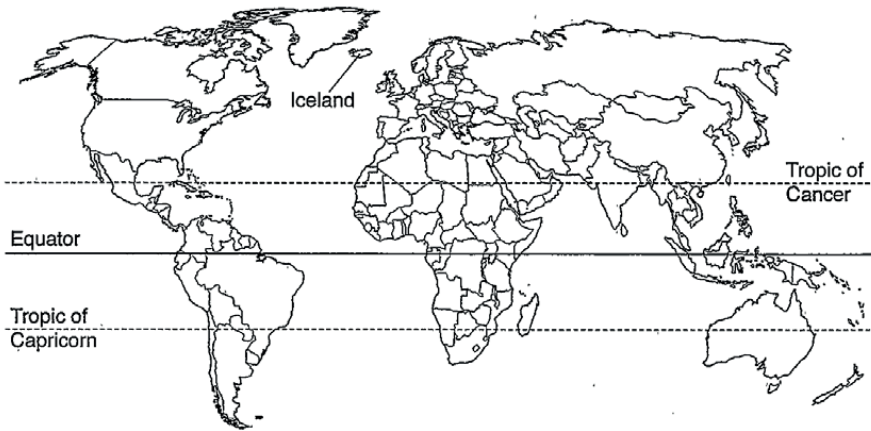 Iceland
Tropic of
Cancer
Equator
Tropic of
Capricorn